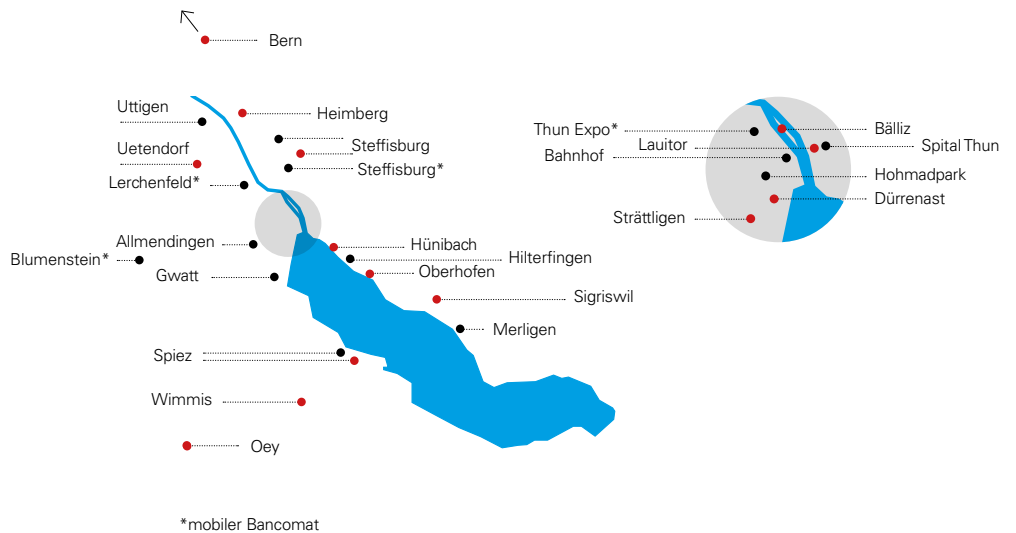 Bern
Uttigen
Heimberg
Uetendorf
Steffisburg
Steffisburg*
Lerchenfeld*
Allmendingen
Blumenstein*
Gwatt
Hünibach
Hilterfingen
Oberhofen
Sigriswil
Merligen
Spiez
Wimmis
Oey
Thun Expo*
Bälliz
Lauitor
Spital Thun
Bahnhof
Hohmadpark
Dürrenast
Strättligen
*mobiler Bancomat